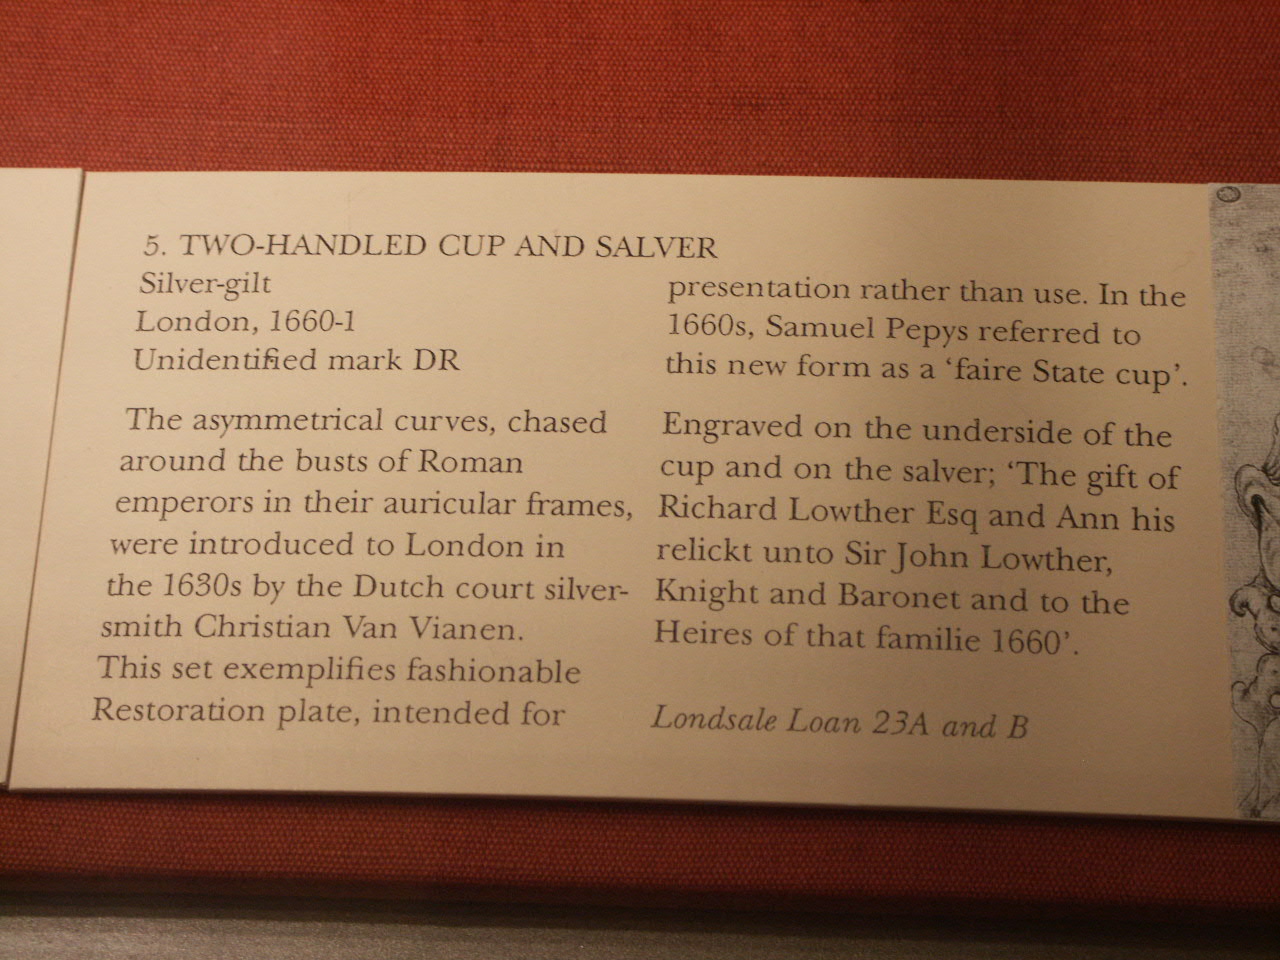 5. TWO-HANDLED CUP AND SALVER
Silver-gilt
London, 1660-1
Unidentified mark DR
The asymmetrical curves, chased
around the busts of Roman
emperors in their auricular frames,
were introduced to London in
the 1630s by the Dutch court silver-
smith Christian Van Vianen.
This set exemplifies fashionable
Restoration plate, intended for
presentation rather than use. In the
1660s, Samuel Pepys referred to
this new form as a 'faire State cup'.
Engraved on the underside of the
cup and on the salver; 'The gift of
Richard Lowther Esq and Ann his
relickt unto Sir John Lowther,
Knight and Baronet and to the
Heires of that familie 1660'.
Londsale Loan 23A and B